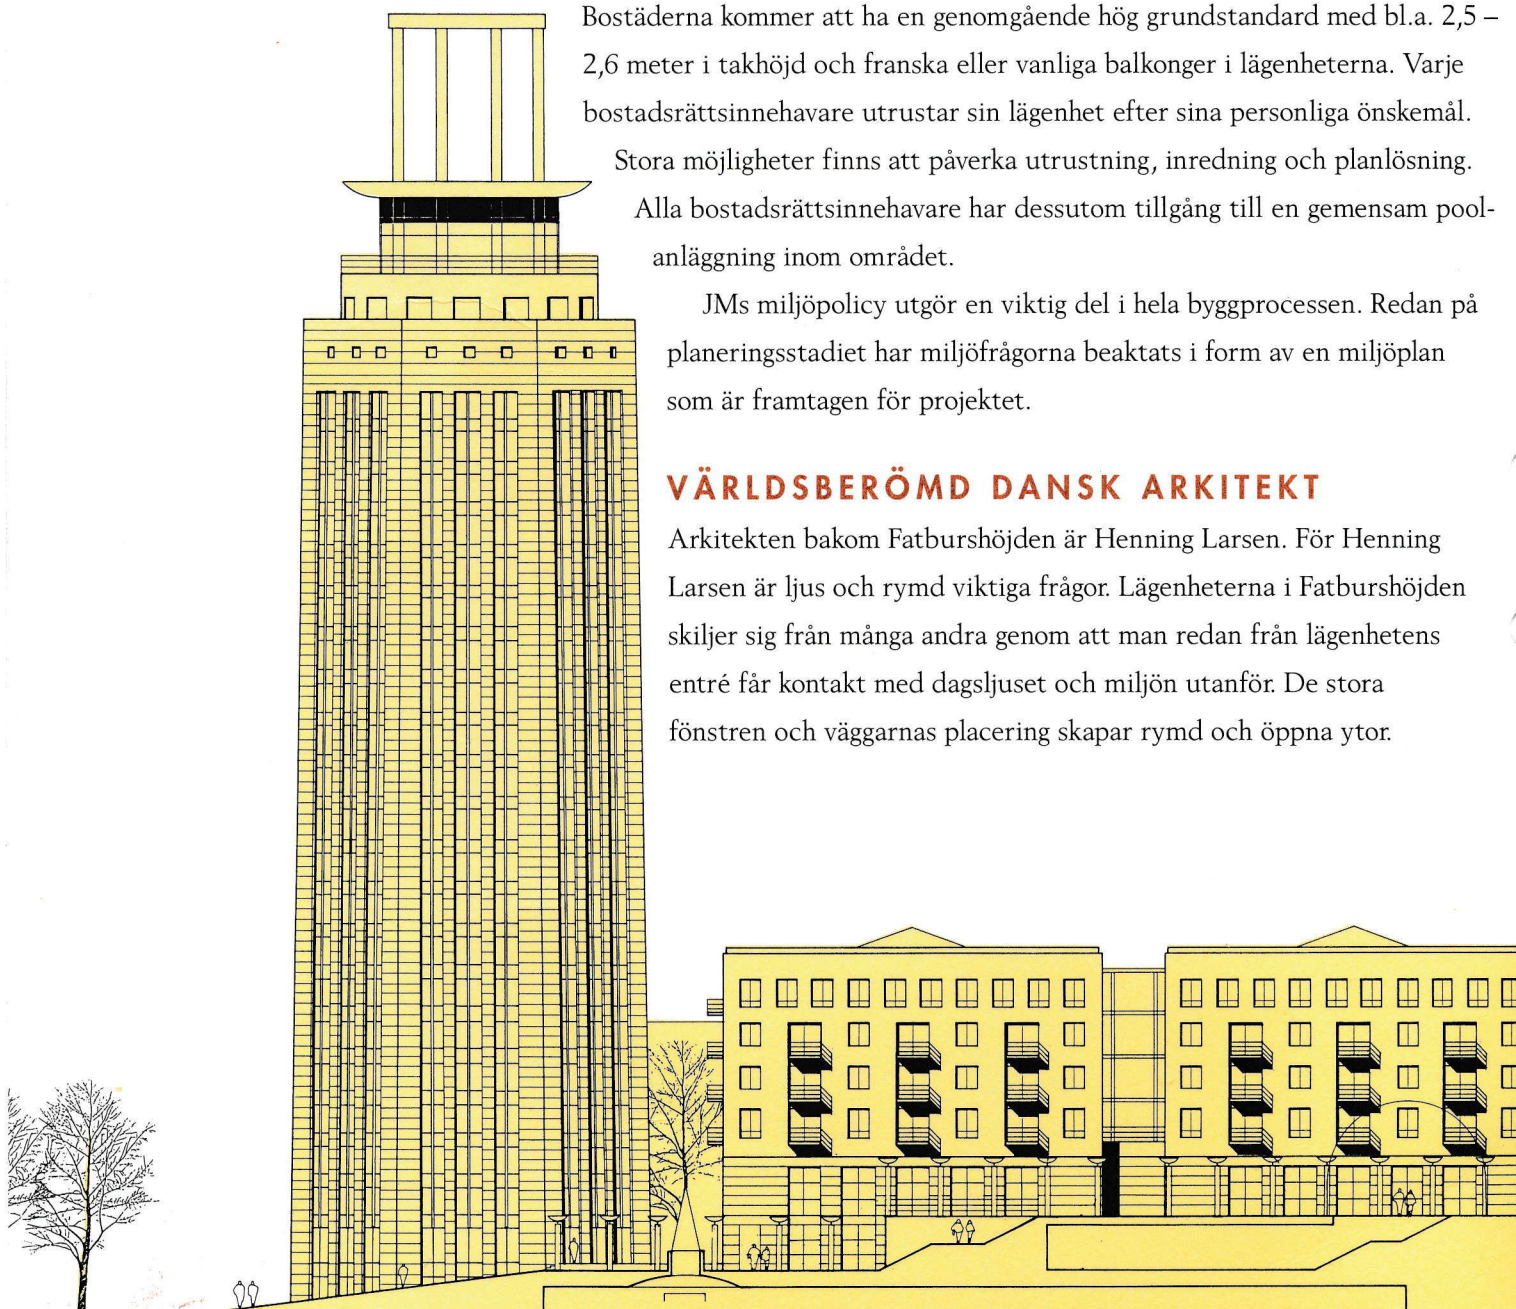 Bostäderna kommer att ha en genomgående hög grundstandard med bl.a. 2,5 –
2,6 meter i takhöjd och franska eller vanliga balkonger i lägenheterna. Varje
bostadsrättsinnehavare utrustar sin lägenhet efter sina personliga önskemål.
Stora möjligheter finns att påverka utrustning, inredning och planlösning.
Alla bostadsrättsinnehavare har dessutom tillgång till en gemensam pool-
anläggning inom området.
JMs miljöpolicy utgör en viktig del i hela byggprocessen. Redan på
planeringsstadiet har miljöfrågorna beaktats i form av en miljöplan
som är framtagen för projektet.
VÄRLDSBERÖMD DANSK ARKITEKT
Arkitekten bakom Fatburshöjden är Henning Larsen. För Henning
Larsen är ljus och rymd viktiga frågor. Lägenheterna i Fatburshöjden
skiljer sig från många andra genom att man redan från lägenhetens
entré får kontakt med dagsljuset och miljön utanför. De stora
fönstren och väggarnas placering skapar rymd och öppna ytor.